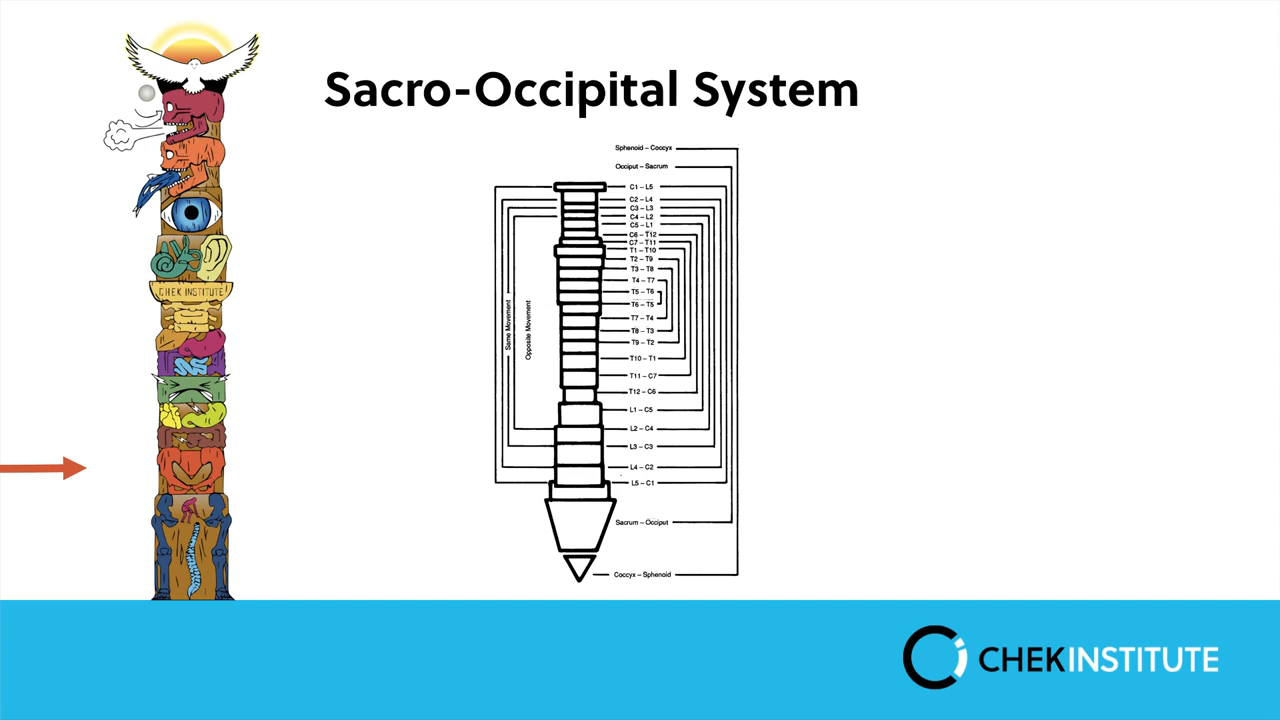 Sacro-Occipital System
CHEK INSTITUTE
Sphenoid – Coccyx
Occiput – Sacrum
C1 – L5
C2 – L4
C3 – L3
C4 – L2
C5 – L1
C6 – T12
C7 – T11
T1 – T10
T2 – T9
T3 – T8
T4 – T7
T5 – T6
T6 – T5
T7 – T4
T8 – T3
T9 – T2
T10 – T1
T11 – C7
T12 – C6
L1 – C5
L2 – C4
L3 – C3
L4 – C2
L5 – C1
Sacrum – Occiput
Coccyx – Sphenoid
Same Movement
Opposite Movement
CHEKINSTITUTE